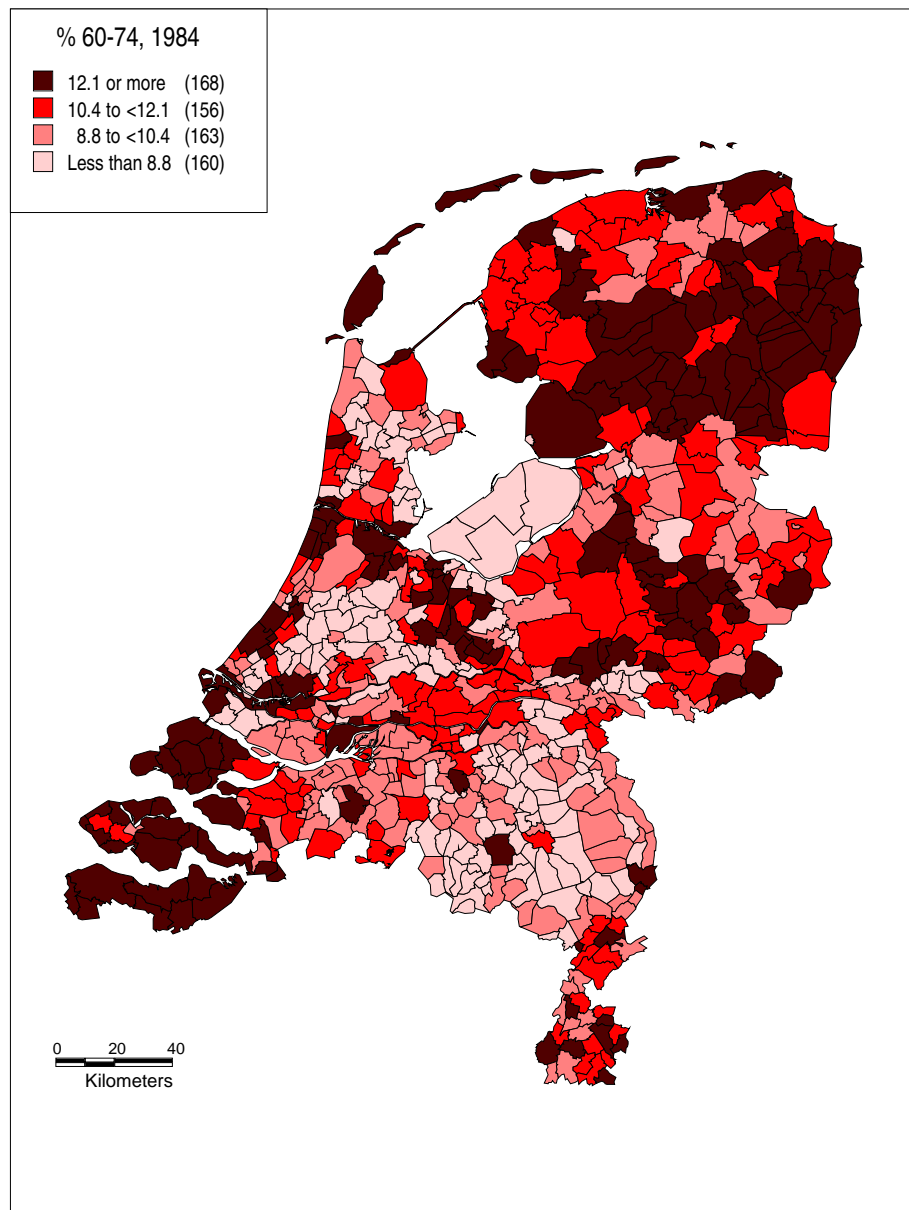 % 60-74, 1984
12.1 or more (168)
10.4 to <12.1 (156)
8.8 to <10.4 (163)
Less than 8.8 (160)
0 20 40
Kilometers